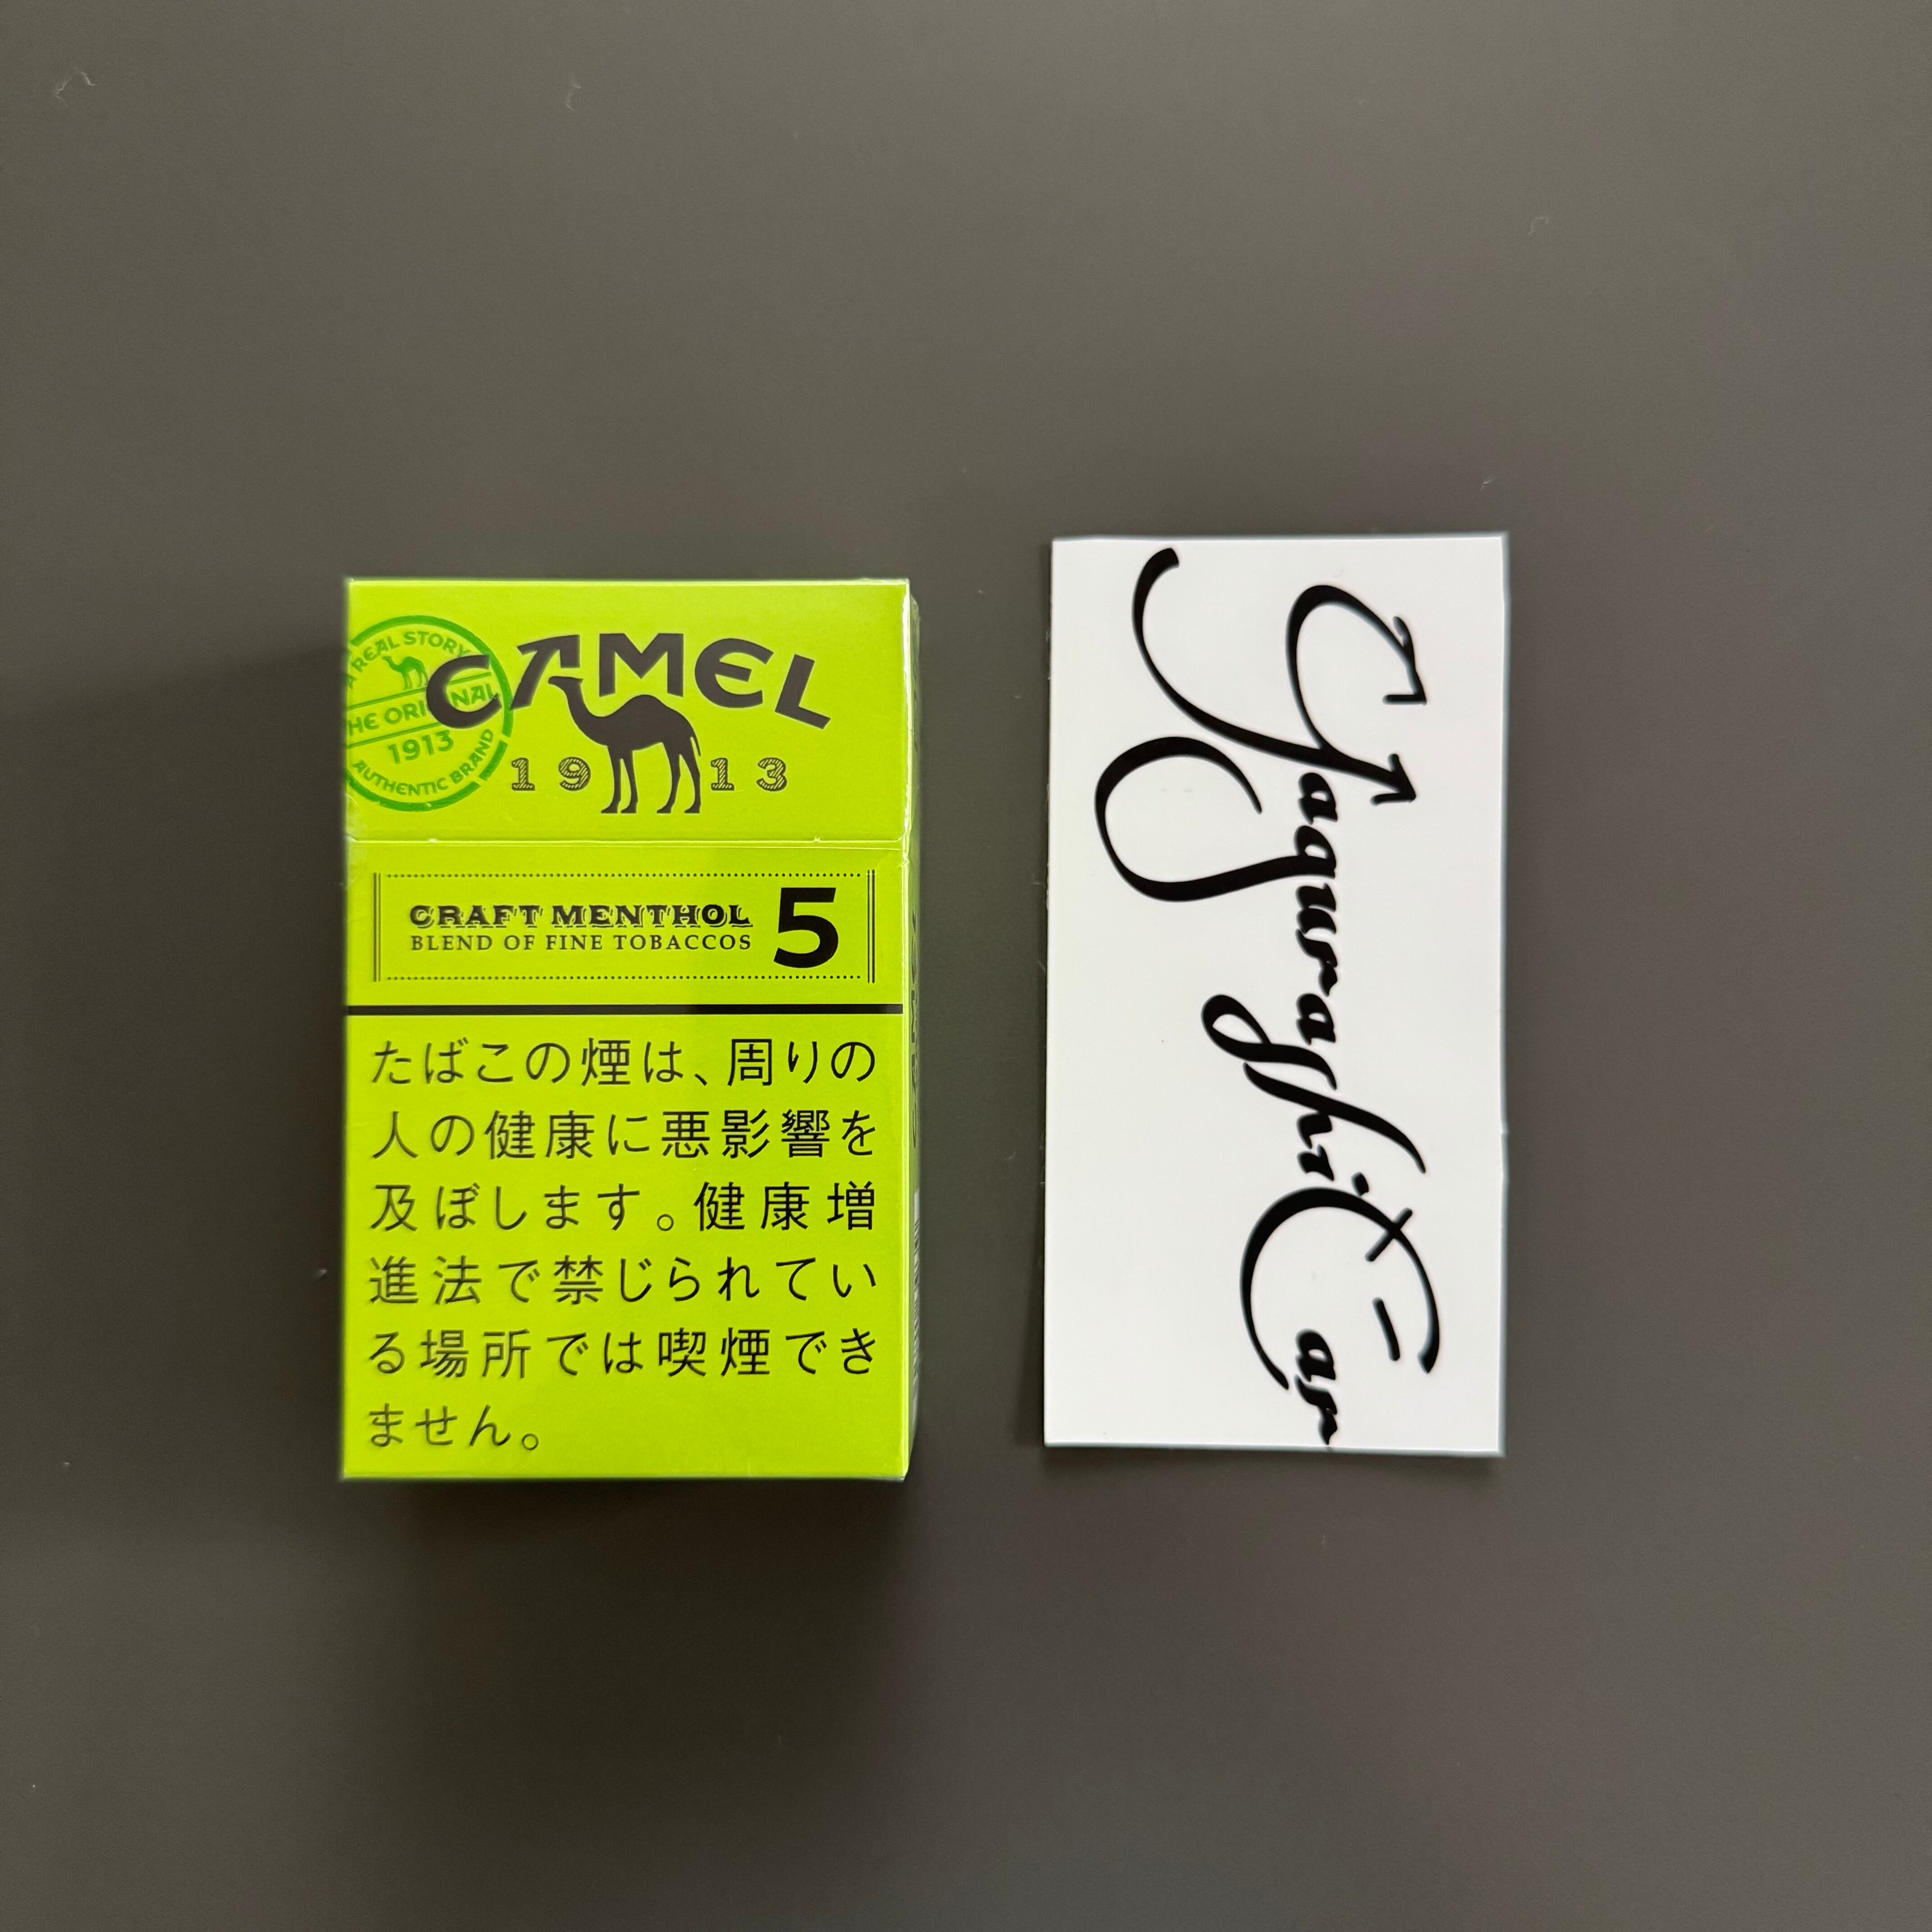 A REAL STORY
THE ORIGINAL
1913
AUTHENTIC BRAND
CAMEL
1913
CRAFT MENTHOL
BLEND OF FINE TOBACCOS
5
たばこの煙は、周りの
人の健康に悪影響を
及ぼします。健康増
進法で禁じられてい
る場所では喫煙でき
ません。